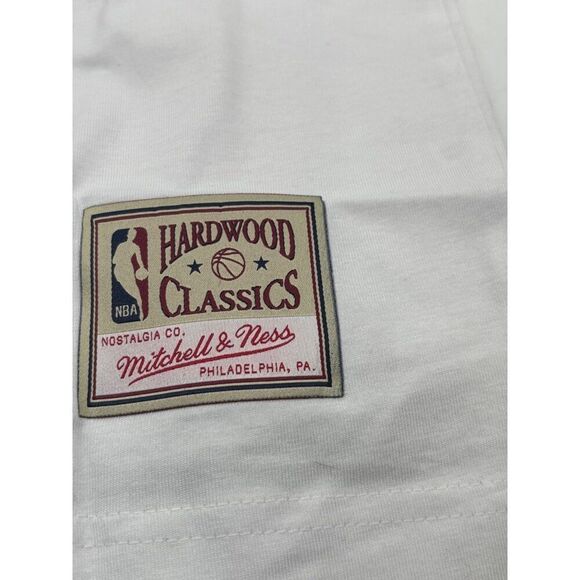 HARDWOOD
CLASSICS
NBA
NOSTALGIA CO.
Mitchell & Ness
PHILADELPHIA, PA.